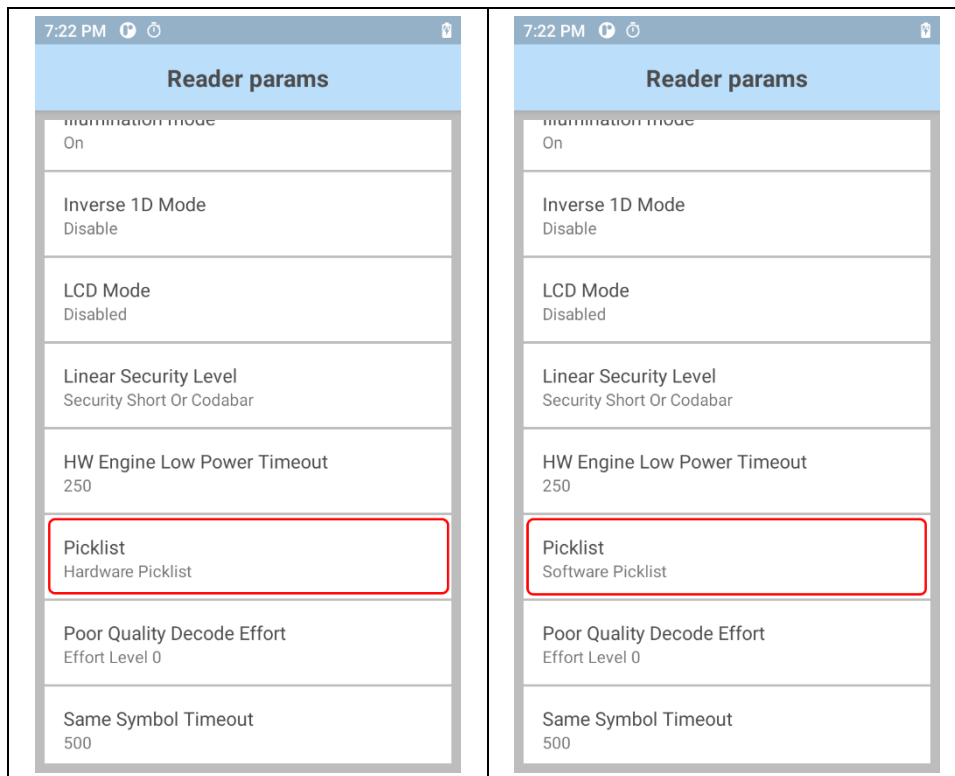 7:22 PM
Reader params
Illumination mode
On
Inverse 1D Mode
Disable
LCD Mode
Disabled
Linear Security Level
Security Short Or Codabar
HW Engine Low Power Timeout
250
Picklist
Hardware Picklist
Poor Quality Decode Effort
Effort Level 0
Same Symbol Timeout
500
7:22 PM
Reader params
Illumination mode
On
Inverse 1D Mode
Disable
LCD Mode
Disabled
Linear Security Level
Security Short Or Codabar
HW Engine Low Power Timeout
250
Picklist
Software Picklist
Poor Quality Decode Effort
Effort Level 0
Same Symbol Timeout
500